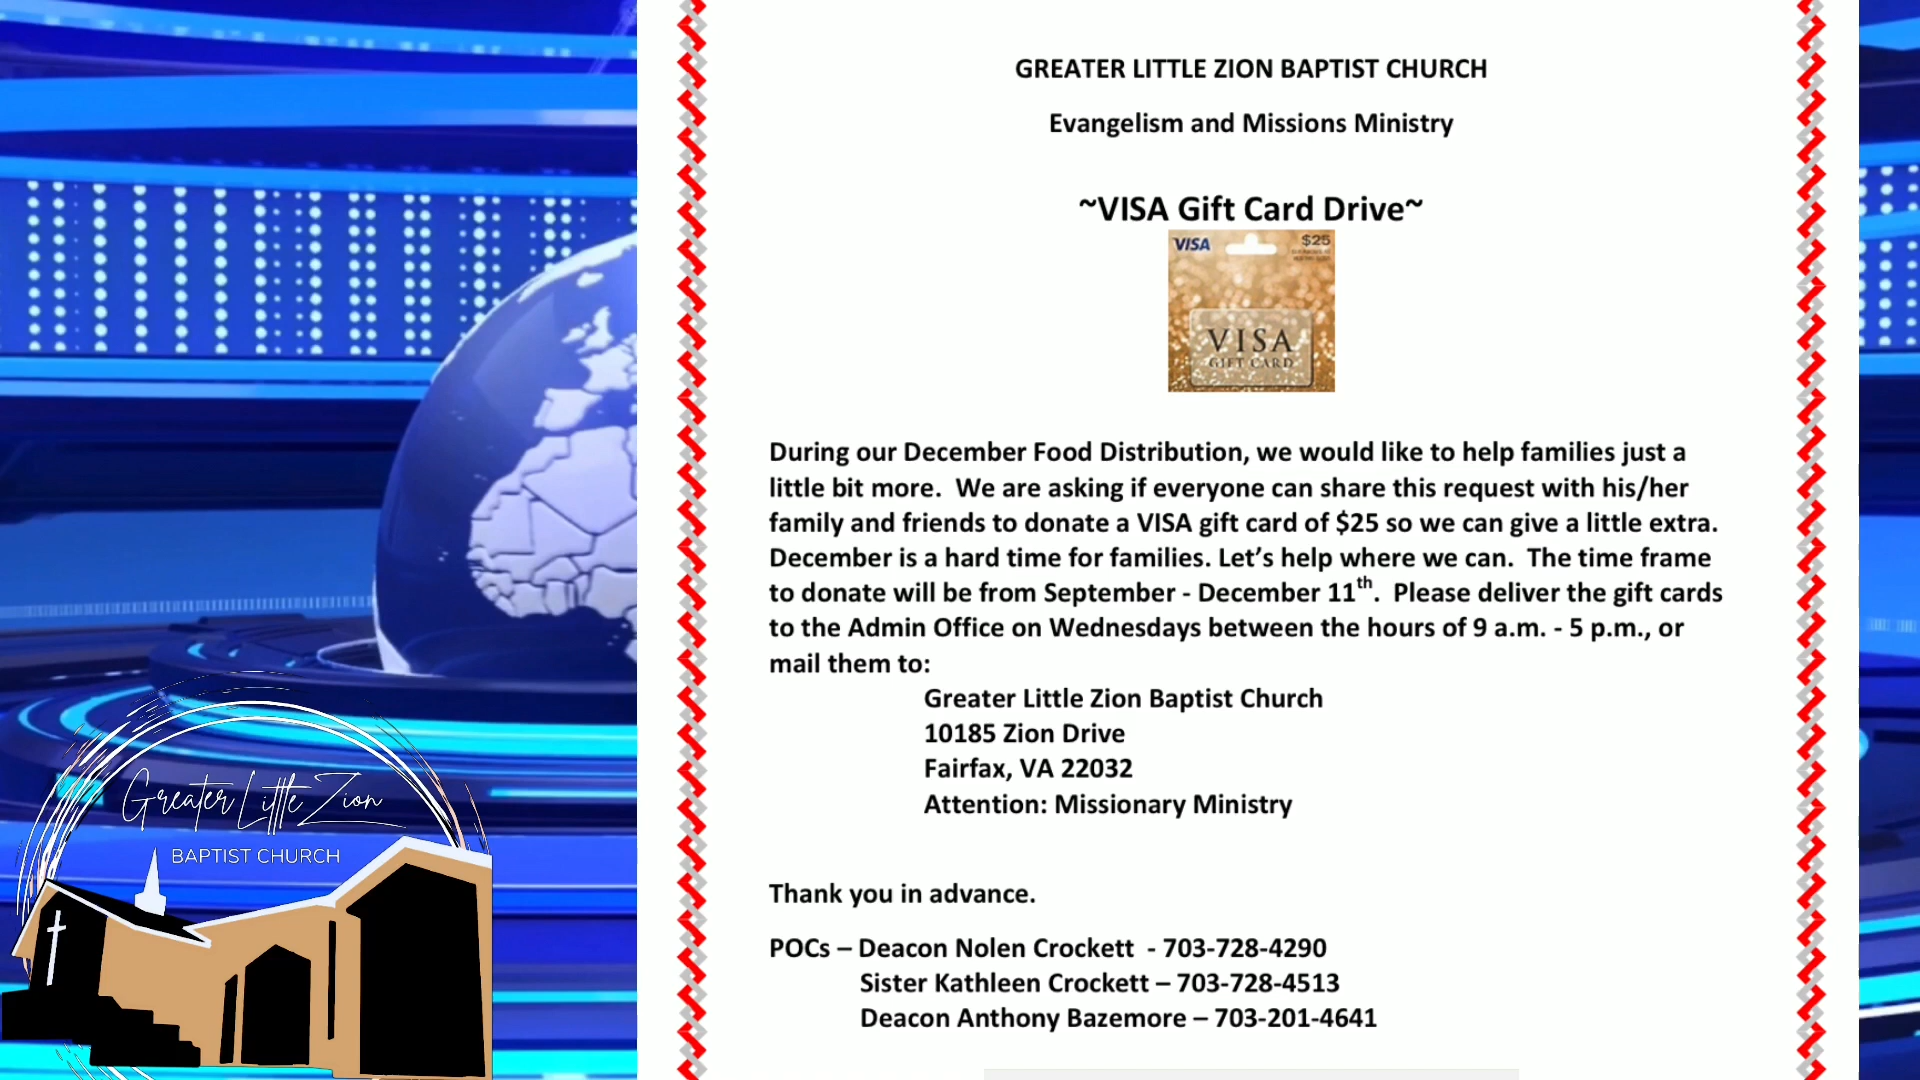 GREATER LITTLE ZION BAPTIST CHURCH
Evangelism and Missions Ministry
~VISA Gift Card Drive~
VISA
$25
VISA
GIFT CARD
During our December Food Distribution, we would like to help families just a
little bit more.  We are asking if everyone can share this request with his/her
family and friends to donate a VISA gift card of $25 so we can give a little extra.
December is a hard time for families. Let’s help where we can.  The time frame
to donate will be from September - December 11th.  Please deliver the gift cards
to the Admin Office on Wednesdays between the hours of 9 a.m. - 5 p.m., or
mail them to:
Greater Little Zion Baptist Church
10185 Zion Drive
Fairfax, VA 22032
Attention: Missionary Ministry
Thank you in advance.
POCs – Deacon Nolen Crockett  - 703-728-4290
Sister Kathleen Crockett – 703-728-4513
Deacon Anthony Bazemore – 703-201-4641
Greater Little Zion
BAPTIST CHURCH